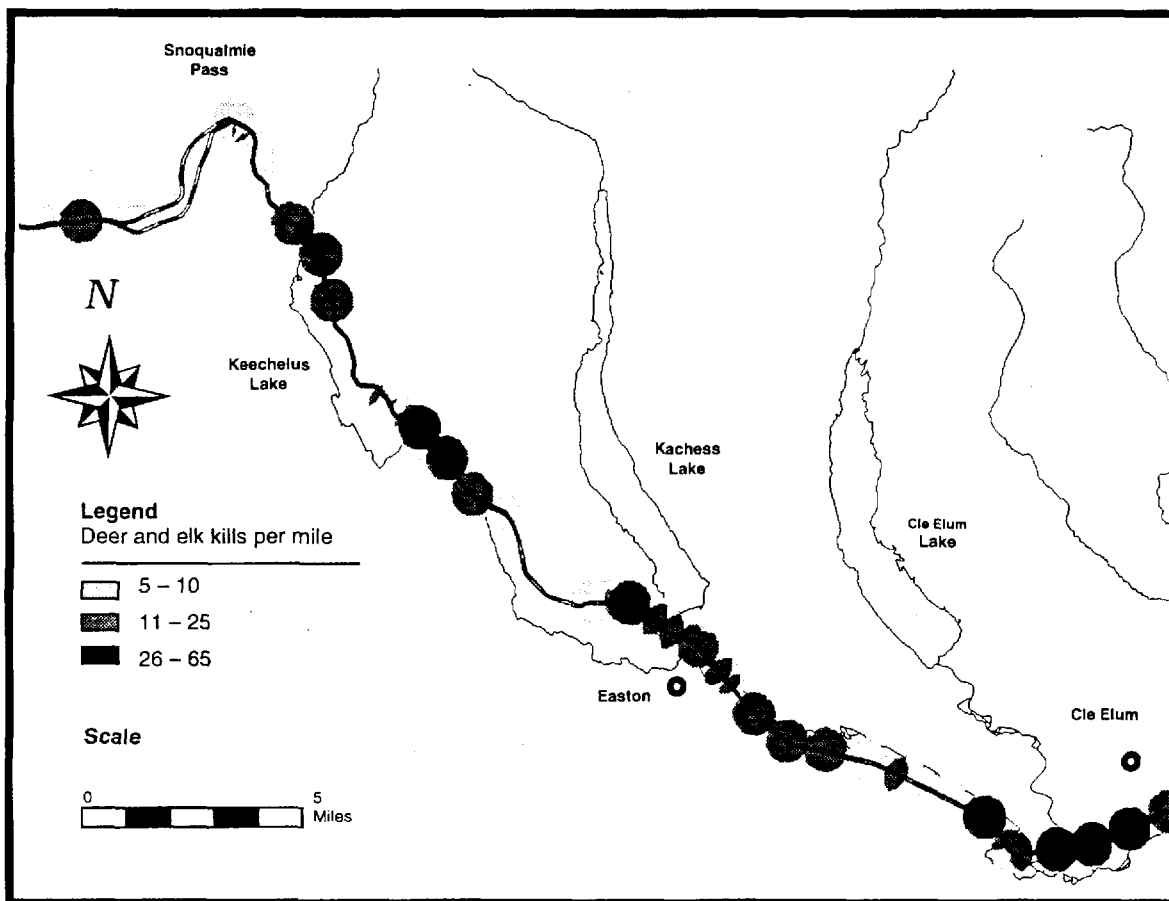 Snoqualmie
Pass
N
Keechelus
Lake
Kachess
Lake
Cle Elum
Lake
Legend
Deer and elk kills per mile
5 – 10
11 – 25
26 – 65
Easton
Cle Elum
Scale
0
5
Miles